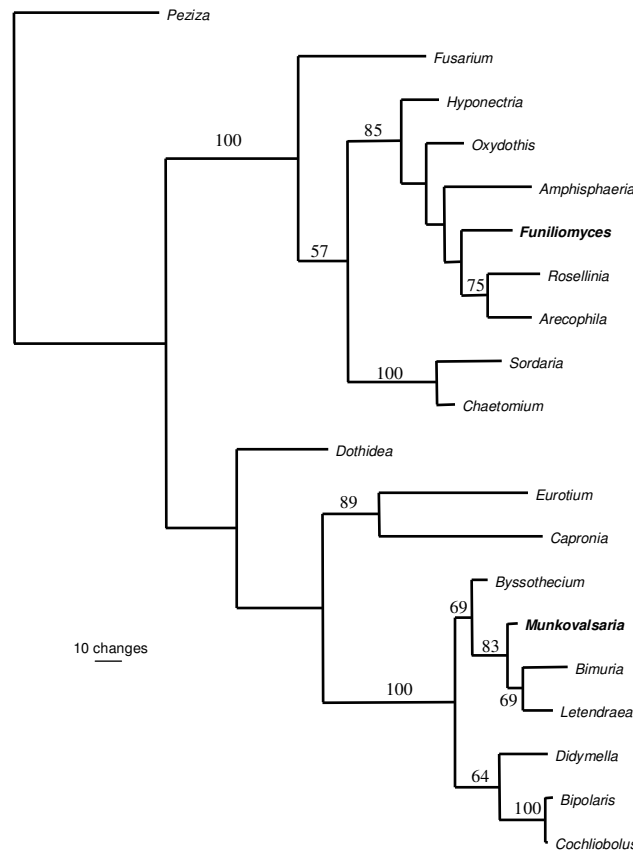 Peziza
Fusarium
Hyponectria
85
100
Oxydothis
Amphisphaeria
Funiliomyces
57
Rosellinia
75
Arecophila
Sordaria
100
Chaetomium
Dothidea
Eurotium
89
Capronia
Byssothecium
69
Munkovalsaria
83
10 changes
Bimuria
100
69
Letendraea
Didymella
64
Bipolaris
100
Cochliobolus